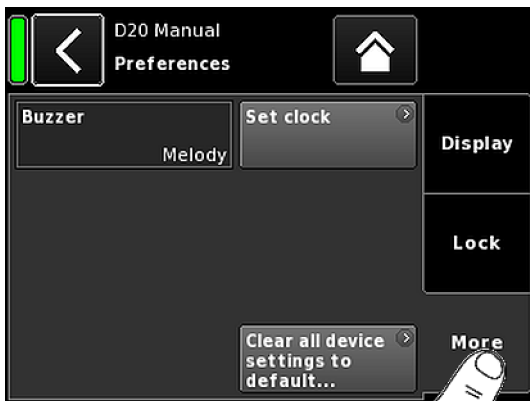 D20 Manual
Preferences
Buzzer
Melody
Set clock
Display
Lock
Clear all device
settings to
default...
More